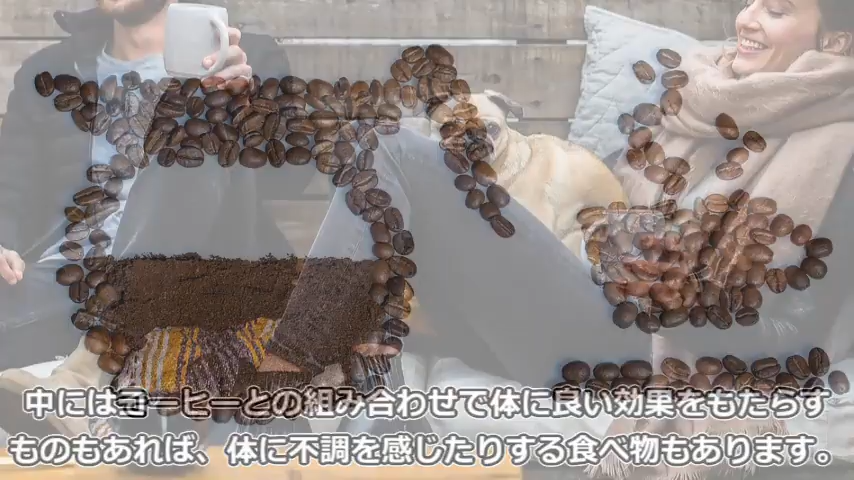 中にはコーヒーとの組み合わせで体に良い効果をもたらす
ものもあれば、体に不調を感じたりする食べ物もあります。